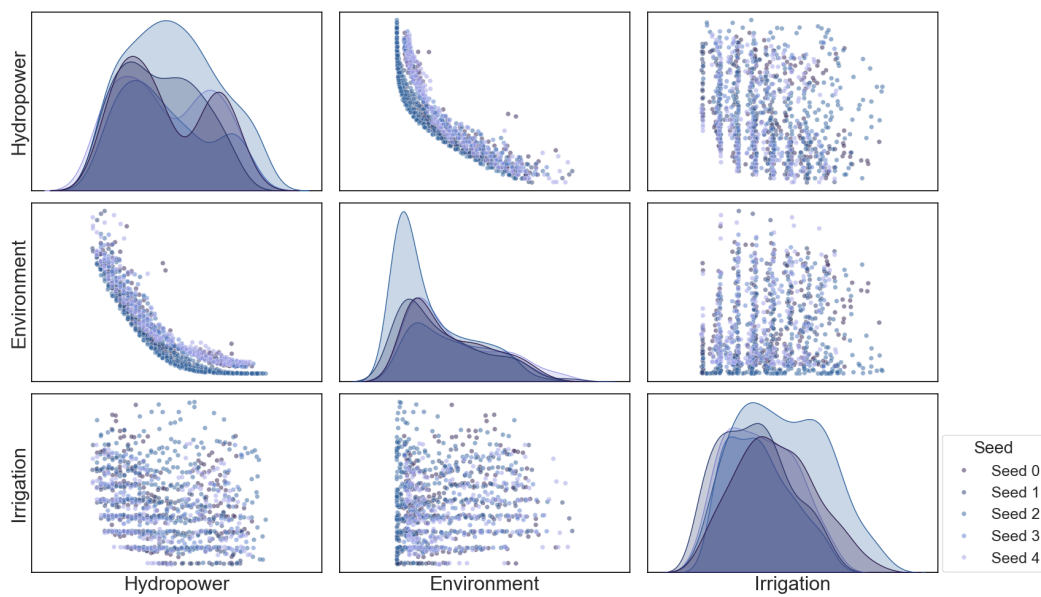 Hydropower
Environment
Irrigation
Hydropower
Environment
Irrigation
Seed
Seed 0
Seed 1
Seed 2
Seed 3
Seed 4